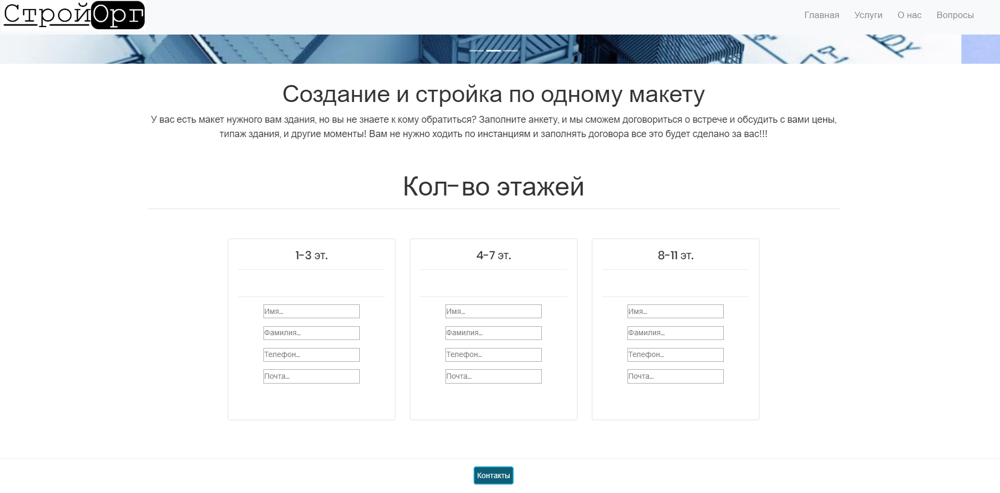 СтройОрг
Главная Услуги О нас Вопросы
Создание и стройка по одному макету
У вас есть макет нужного вам здания, но вы не знаете к кому обратиться? Заполните анкету, и мы сможем договориться о встрече и обсудить с вами цены,
типаж здания, и другие моменты! Вам не нужно ходить по инстанциям и заполнять договора все это будет сделано за вас!!!
Кол-во этажей
1-3 эт.
Имя...
Фамилия...
Телефон...
Почта...
4-7 эт.
Имя...
Фамилия...
Телефон...
Почта...
8-11 эт.
Имя...
Фамилия...
Телефон...
Почта...
Контакты